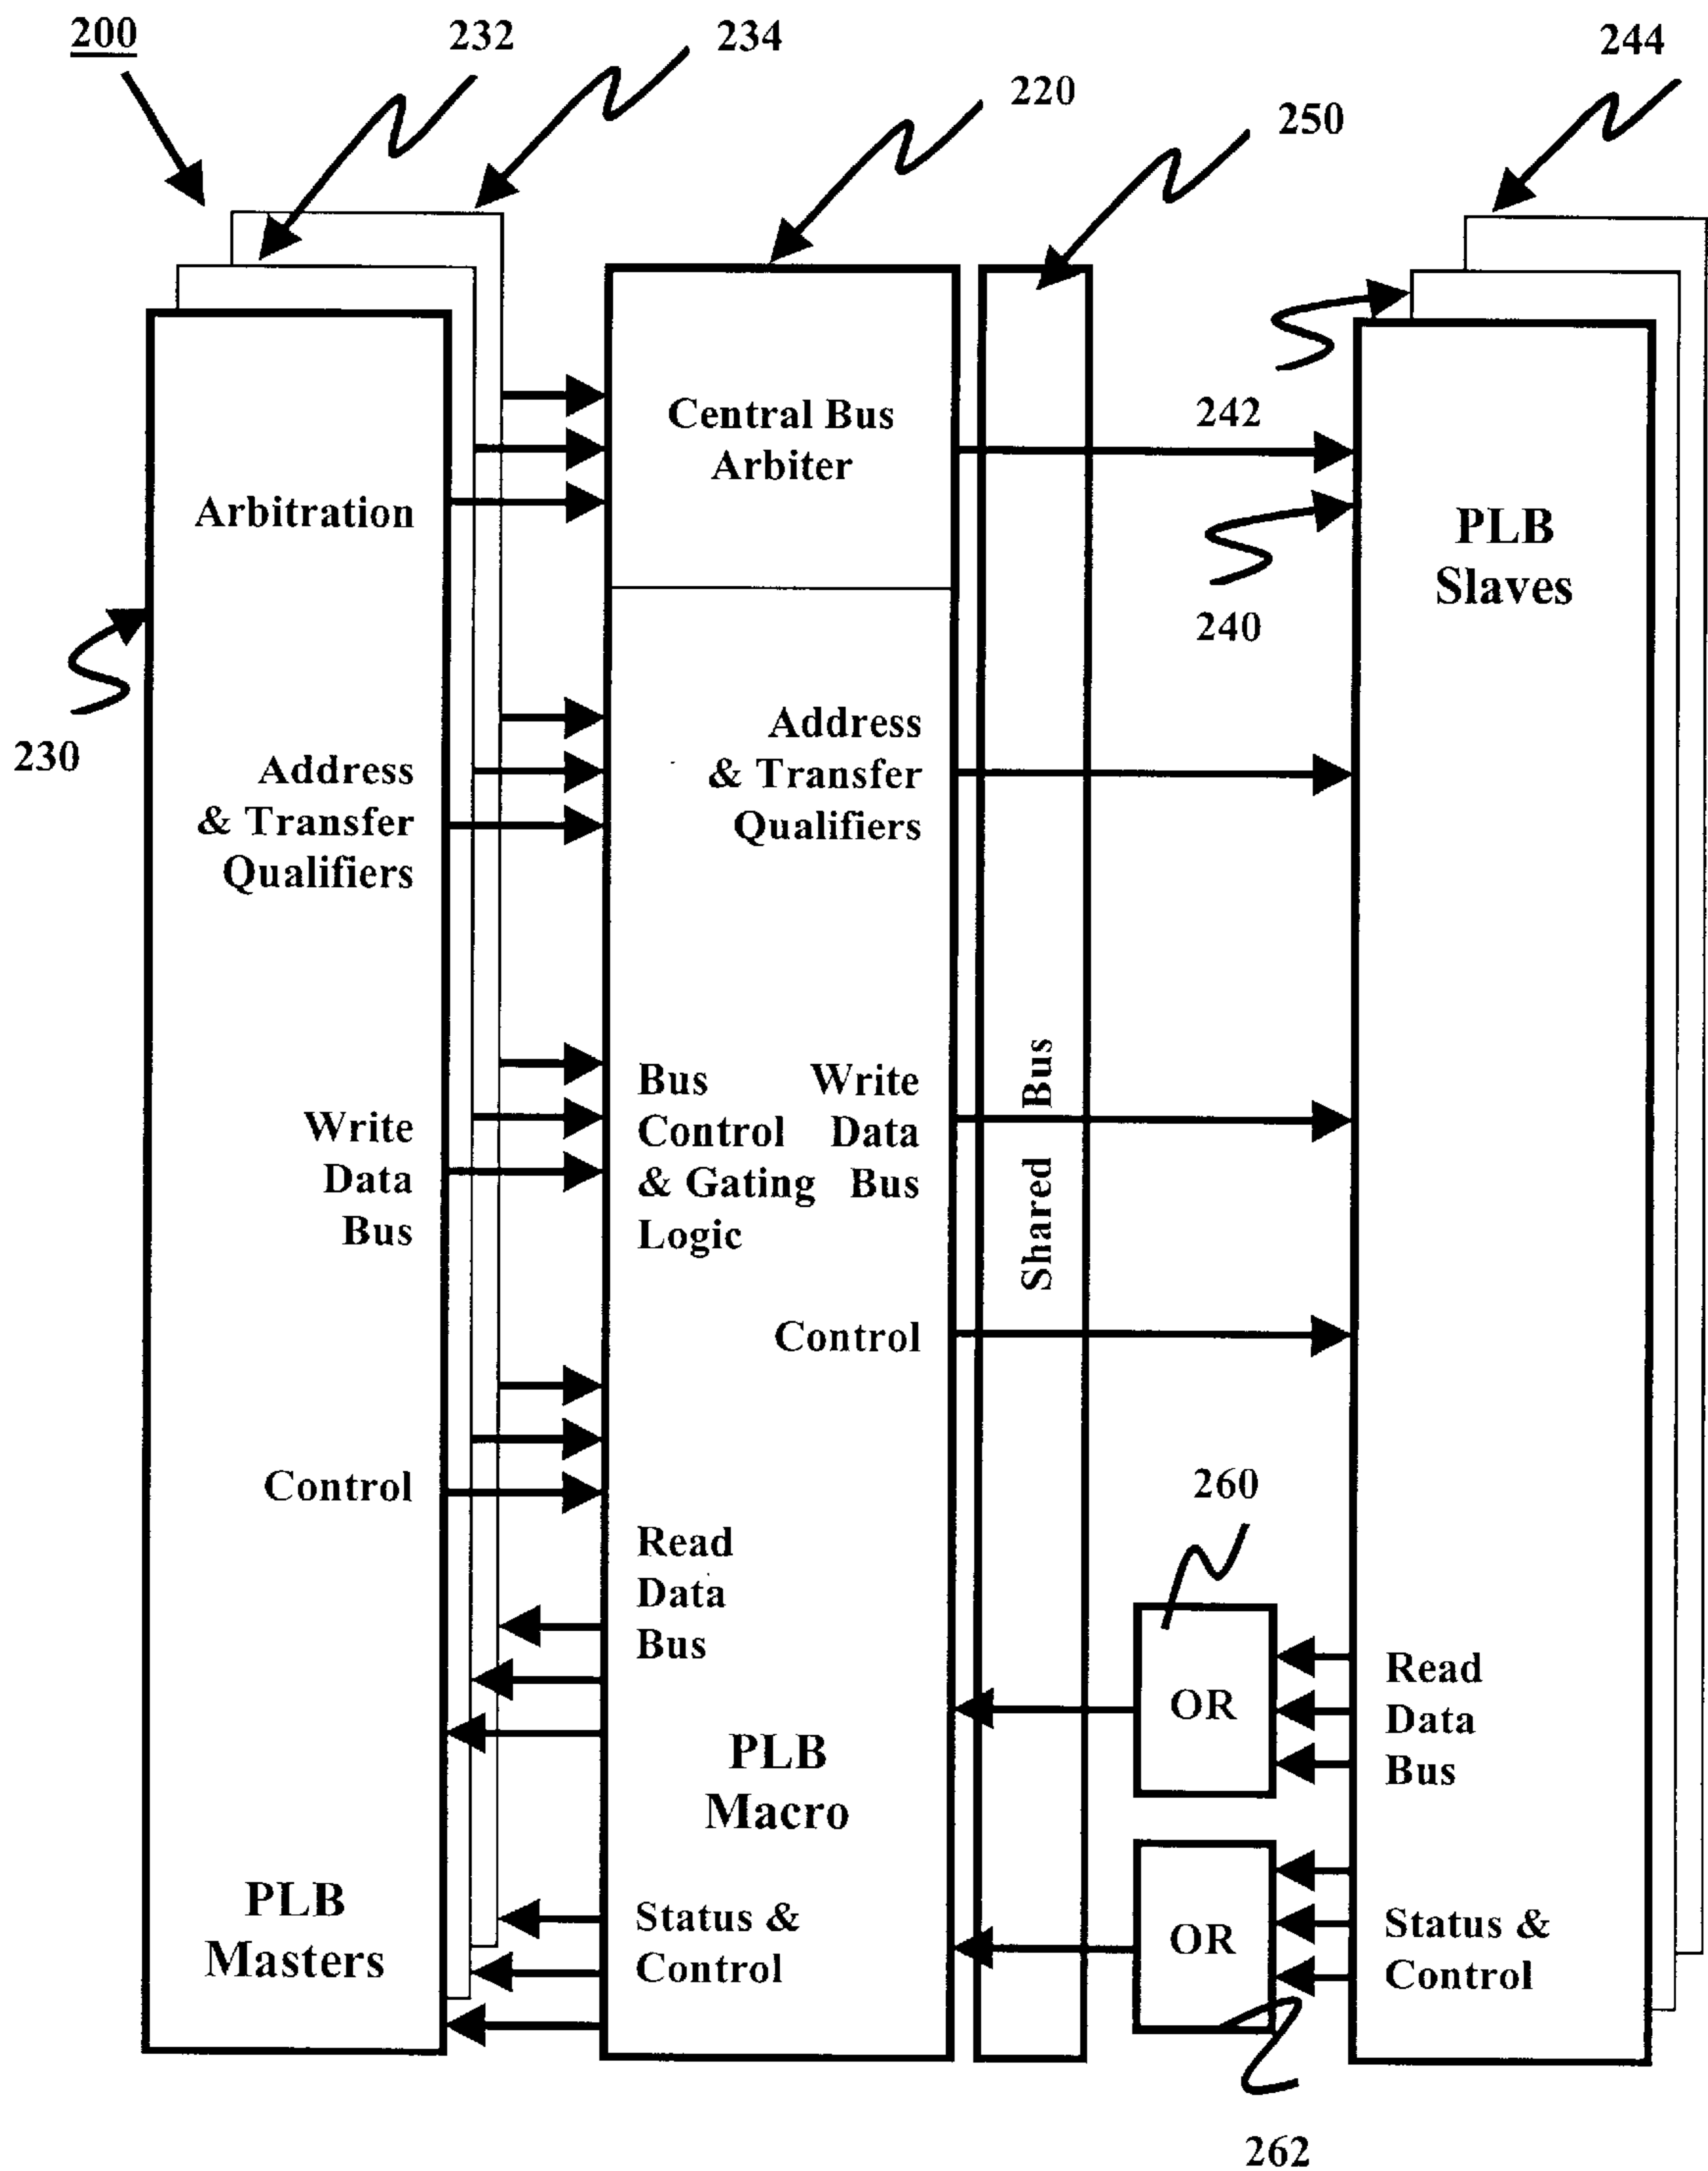 200
232
234
220
250
244
Central Bus
Arbiter
242
Arbitration
PLB
Slaves
240
230
Address
& Transfer
Qualifiers
Address
& Transfer
Qualifiers
Write
Data
Bus
Bus
Control
& Gating
Logic
Write
Data
Bus
Shared Bus
Control
Control
260
Read
Data
Bus
OR
Read
Data
Bus
PLB
Macro
PLB
Masters
Status &
Control
OR
Status &
Control
262